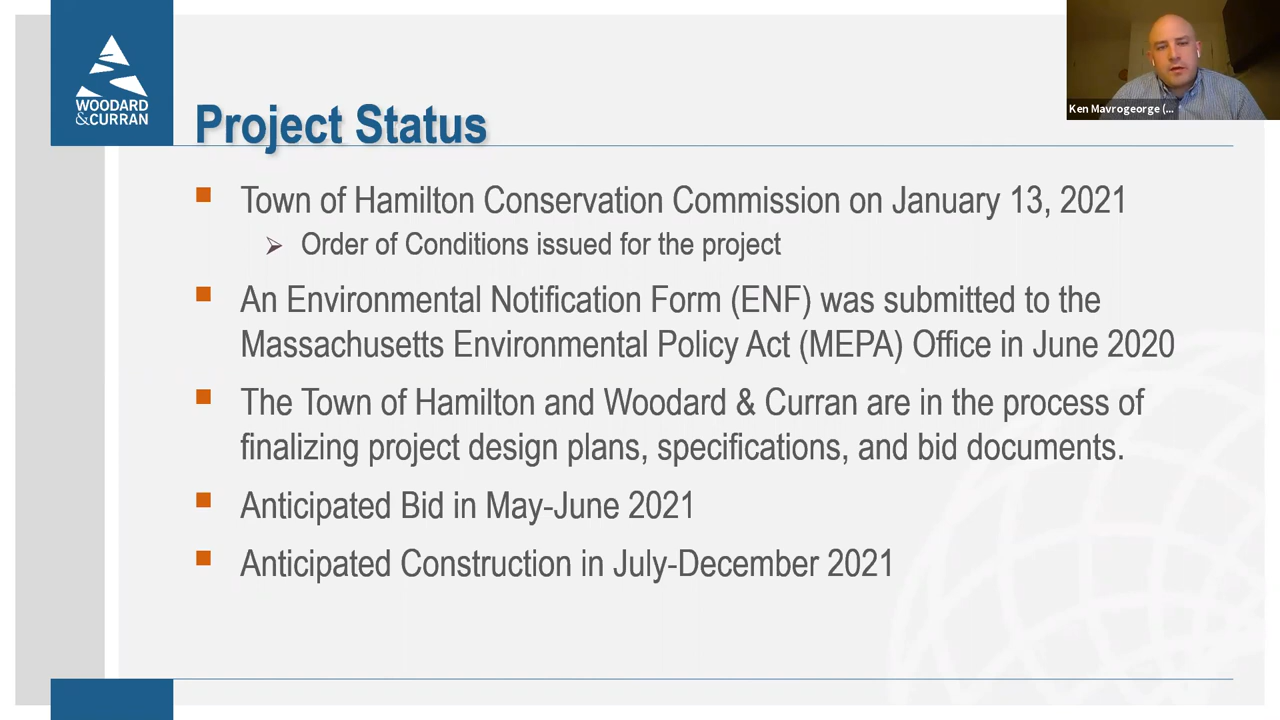 WOODARD
&CURRAN
Project Status
Ken Mavrogeorge (...
Town of Hamilton Conservation Commission on January 13, 2021
Order of Conditions issued for the project
An Environmental Notification Form (ENF) was submitted to the
Massachusetts Environmental Policy Act (MEPA) Office in June 2020
The Town of Hamilton and Woodard & Curran are in the process of
finalizing project design plans, specifications, and bid documents.
Anticipated Bid in May-June 2021
Anticipated Construction in July-December 2021